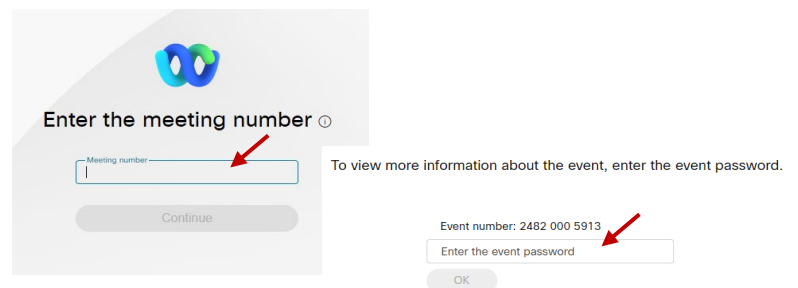 Enter the meeting number
Meeting number
Continue
To view more information about the event, enter the event password.
Event number: 2482 000 5913
Enter the event password
OK